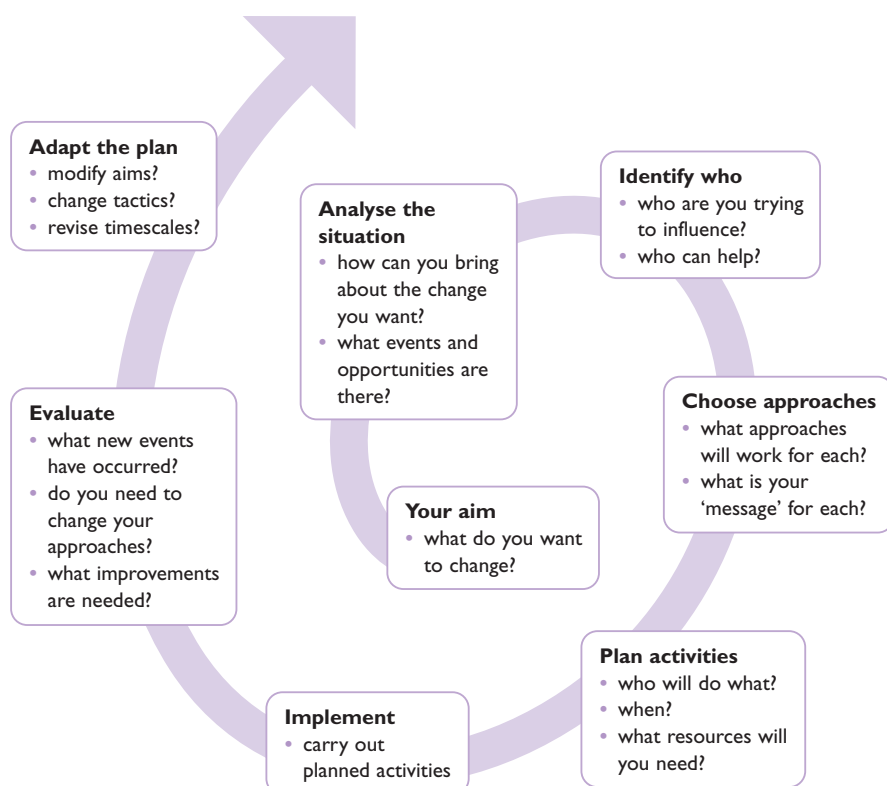 Adapt the plan
• modify aims?
• change tactics?
• revise timescales?
Analyse the
situation
• how can you bring
about the change
you want?
• what events and
opportunities are
there?
Identify who
• who are you trying
to influence?
• who can help?
Choose approaches
• what approaches
will work for each?
• what is your
‘message’ for each?
Evaluate
• what new events
have occurred?
• do you need to
change your
approaches?
• what improvements
are needed?
Your aim
• what do you want
to change?
Plan activities
• who will do what?
• when?
• what resources will
you need?
Implement
• carry out
planned activities